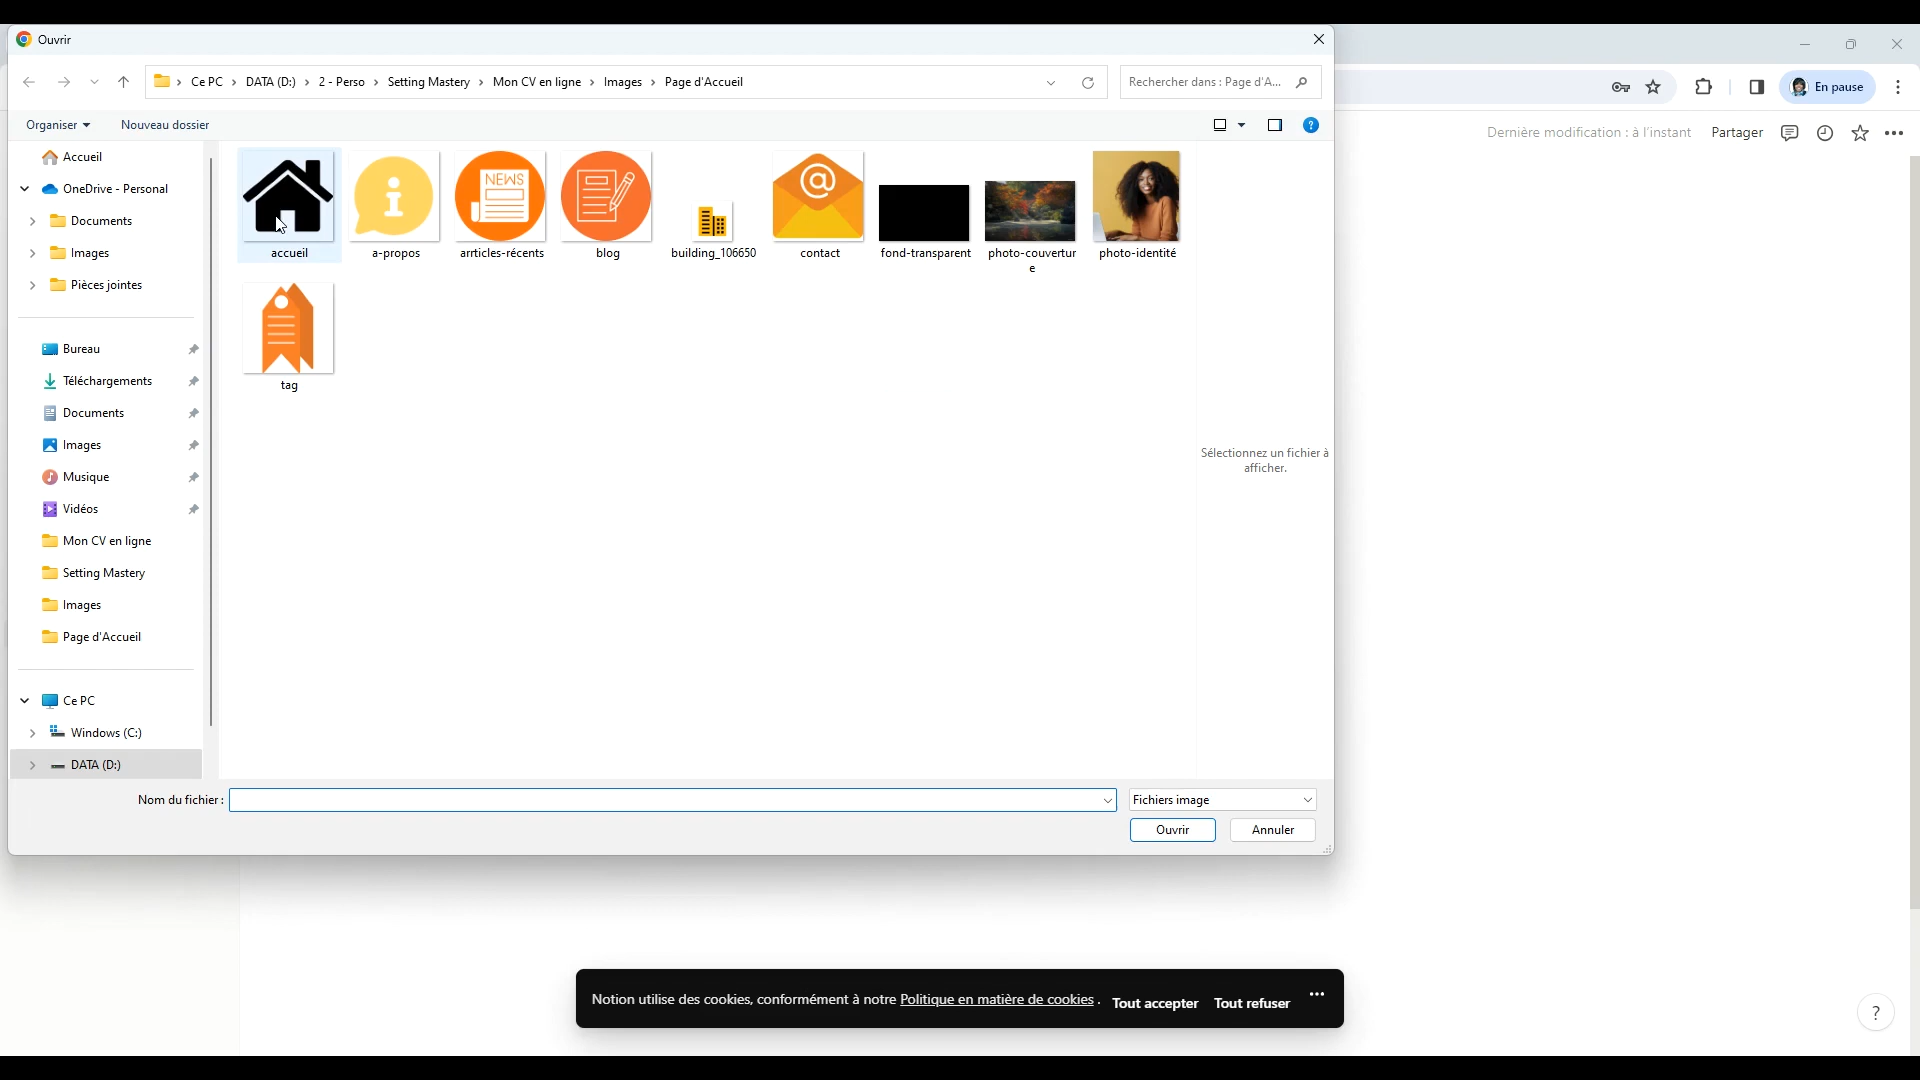 Ouvrir
Ce PC > DATA (D:) > 2 - Perso > Setting Mastery > Mon CV en ligne > Images > Page d'Accueil
Rechercher dans : Page d'A...
En pause
Organiser
Nouveau dossier
Dernière modification : à l'instant
Partager
Accueil
OneDrive - Personal
Documents
Images
Pièces jointes
Bureau
Téléchargements
Documents
Images
Musique
Vidéos
Mon CV en ligne
Setting Mastery
Images
Page d'Accueil
Ce PC
Windows (C:)
DATA (D:)
NEWS
accueil
a-propos
arrticles-récents
blog
building_106650
contact
fond-transparent
photo-couvertur
e
photo-identité
tag
Sélectionnez un fichier à
afficher.
Nom du fichier :
Fichiers image
Ouvrir
Annuler
Notion utilise des cookies, conformément à notre Politique en matière de cookies .
Tout accepter
Tout refuser
?